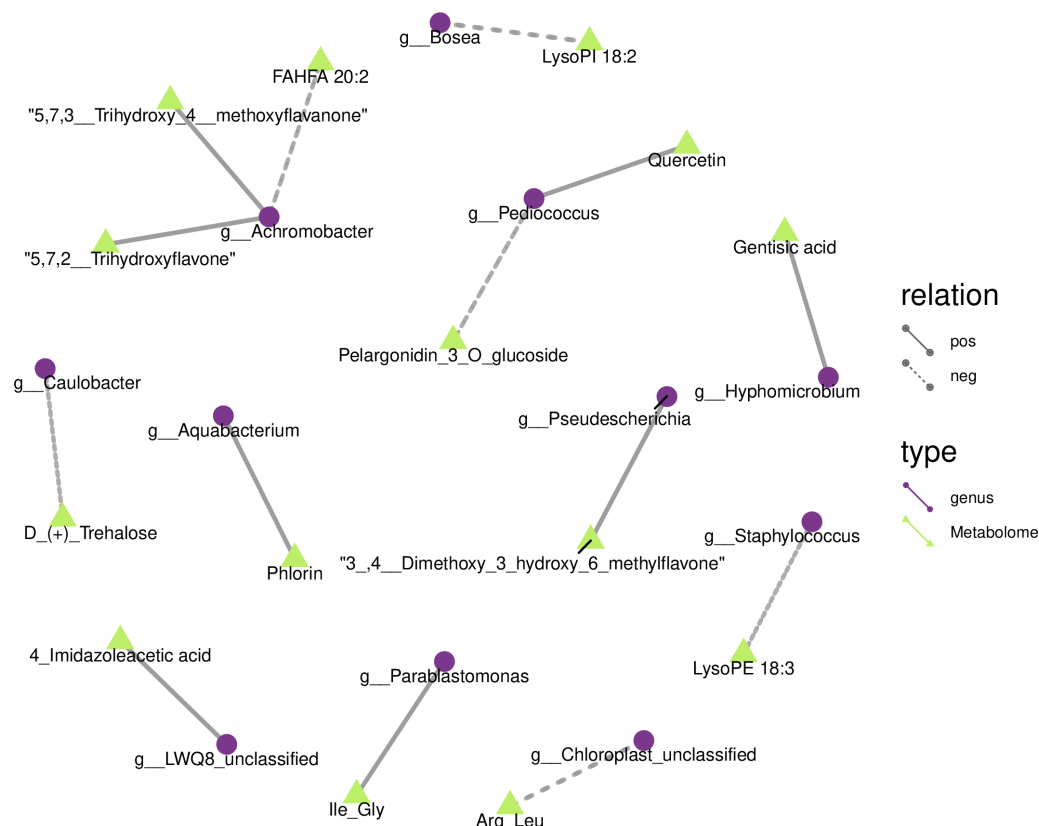 g__Bosea
LysoPI 18:2
FAHFA 20:2
"5,7,3__Trihydroxy_4__methoxyflavanone"
Quercetin
g__Pediococcus
g__Achromobacter
Gentisic acid
"5,7,2__Trihydroxyflavone"
relation
pos
Pelargonidin_3_O_glucoside
neg
g__Caulobacter
g__Hyphomicrobium
g__Pseudescherichia
g__Aquabacterium
type
genus
D_(+)_Trehalose
Metabolome
g__Staphylococcus
"3_,4__Dimethoxy_3_hydroxy_6_methylflavone"
Phlorin
4_Imidazoleacetic acid
LysoPE 18:3
g__Parablastomonas
g__Chloroplast_unclassified
g__LWQ8_unclassified
Ile_Gly
Arg_Leu